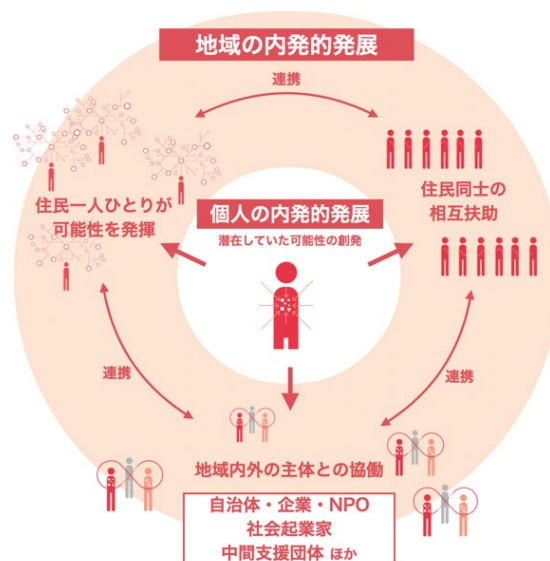 地域の内発的発展
連携
住民一人ひとりが
可能性を発揮
住民同士の
相互扶助
個人の内発的発展
潜在していた可能性の創発
連携
連携
地域内外の主体との協働
自治体・企業・NPO
社会起業家
中間支援団体 ほか